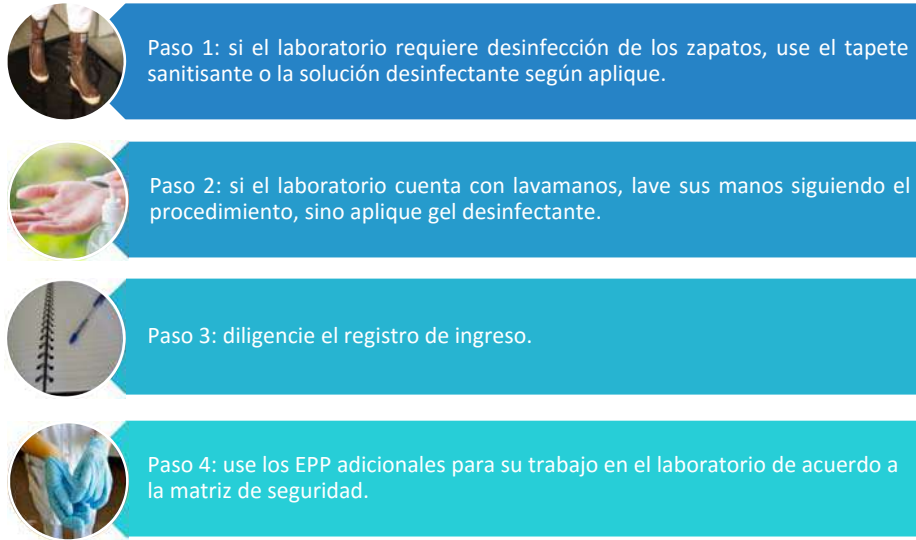 Paso 1: si el laboratorio requiere desinfección de los zapatos, use el tapete
sanitisante o la solución desinfectante según aplique.
Paso 2: si el laboratorio cuenta con lavamanos, lave sus manos siguiendo el
procedimiento, sino aplique gel desinfectante.
Paso 3: diligencie el registro de ingreso.
Paso 4: use los EPP adicionales para su trabajo en el laboratorio de acuerdo a
la matriz de seguridad.